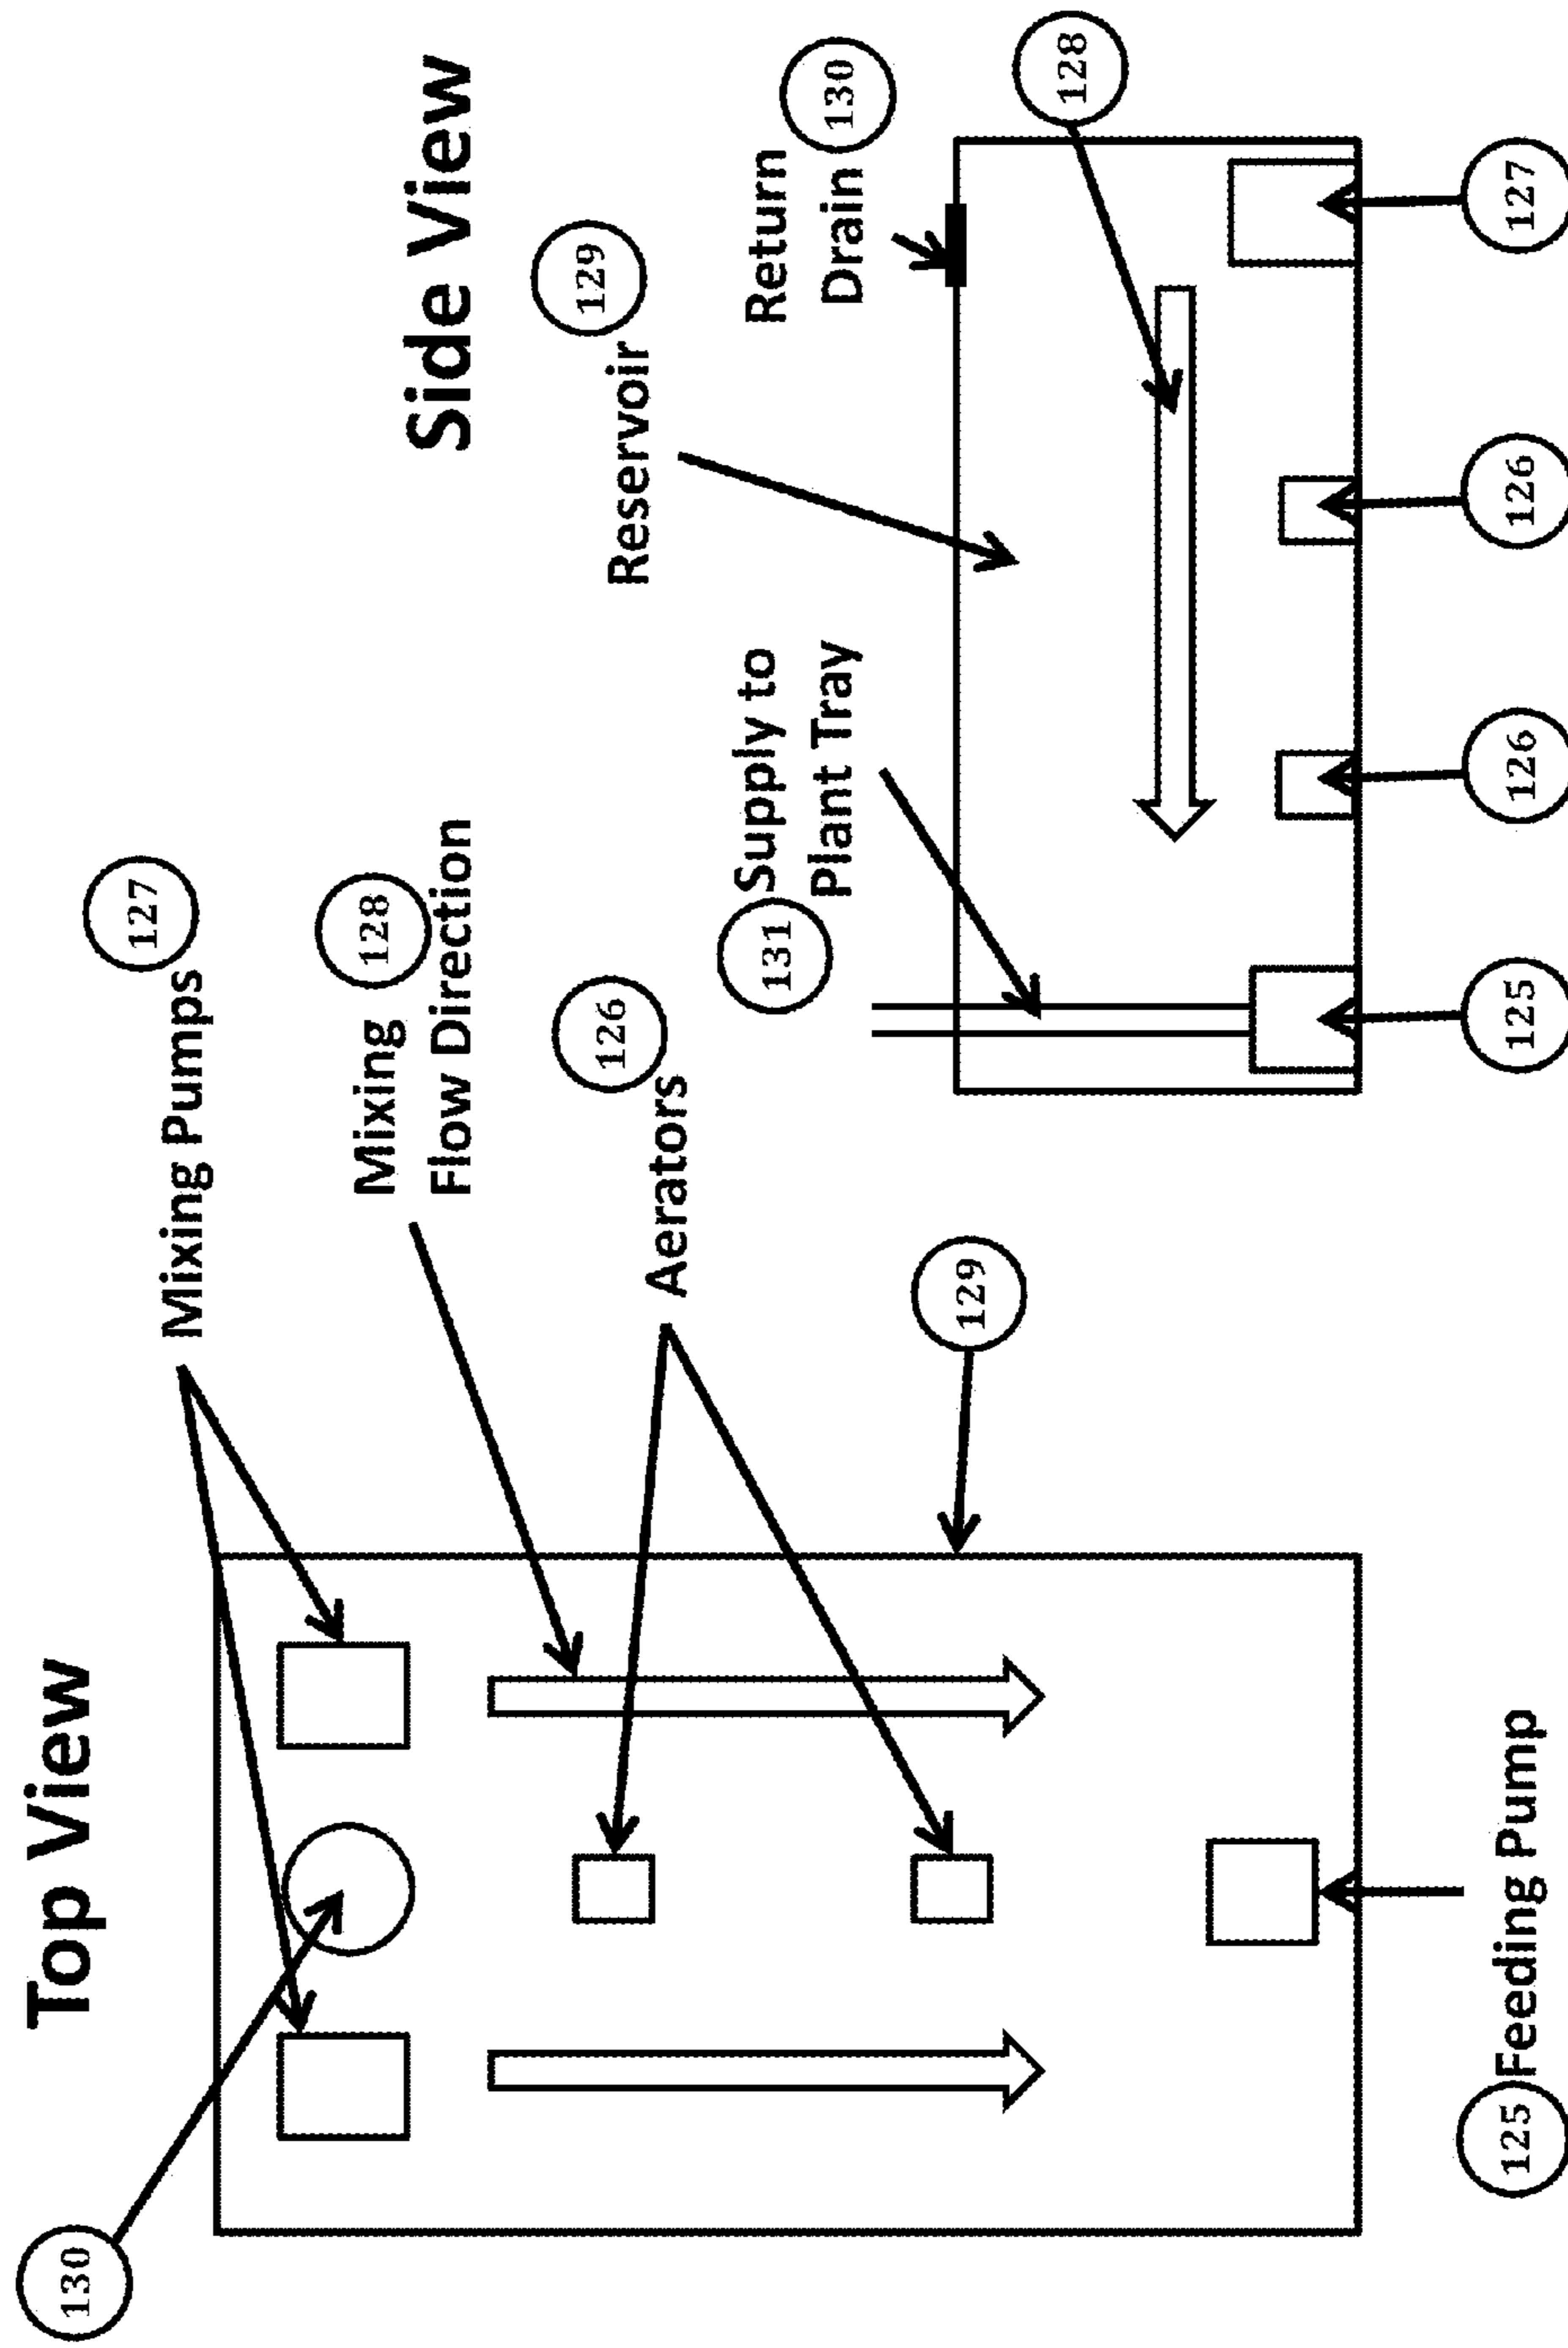 Top View
130
Mixing Pumps
127
Mixing
128
Flow Direction
Aerators
126
129
125
Feeding Pump
Side View
Reservoir
129
Return
Drain
130
131
Supply to
Plant Tray
128
125
126
126
127